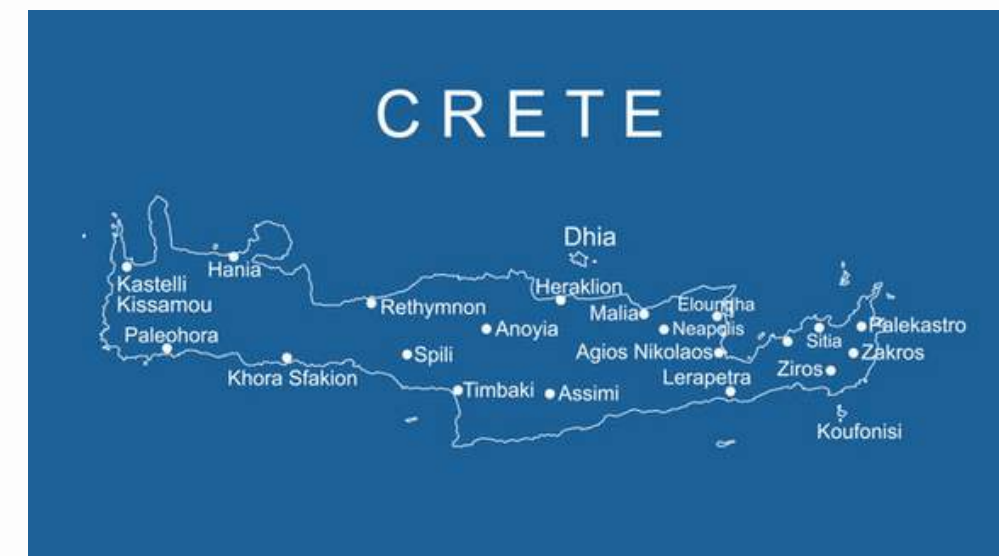 CRETE
Dhia
Hania
Kastelli
Kissamou
Heraklion
Rethymnon
Malia
Eloundha
Anoyia
Neapolis
Palekastro
Paleohora
Sitia
Spili
Agios Nikolaos
Zakros
Khora Sfakion
Lerapetra
Ziros
Timbaki
Assimi
Koufonisi